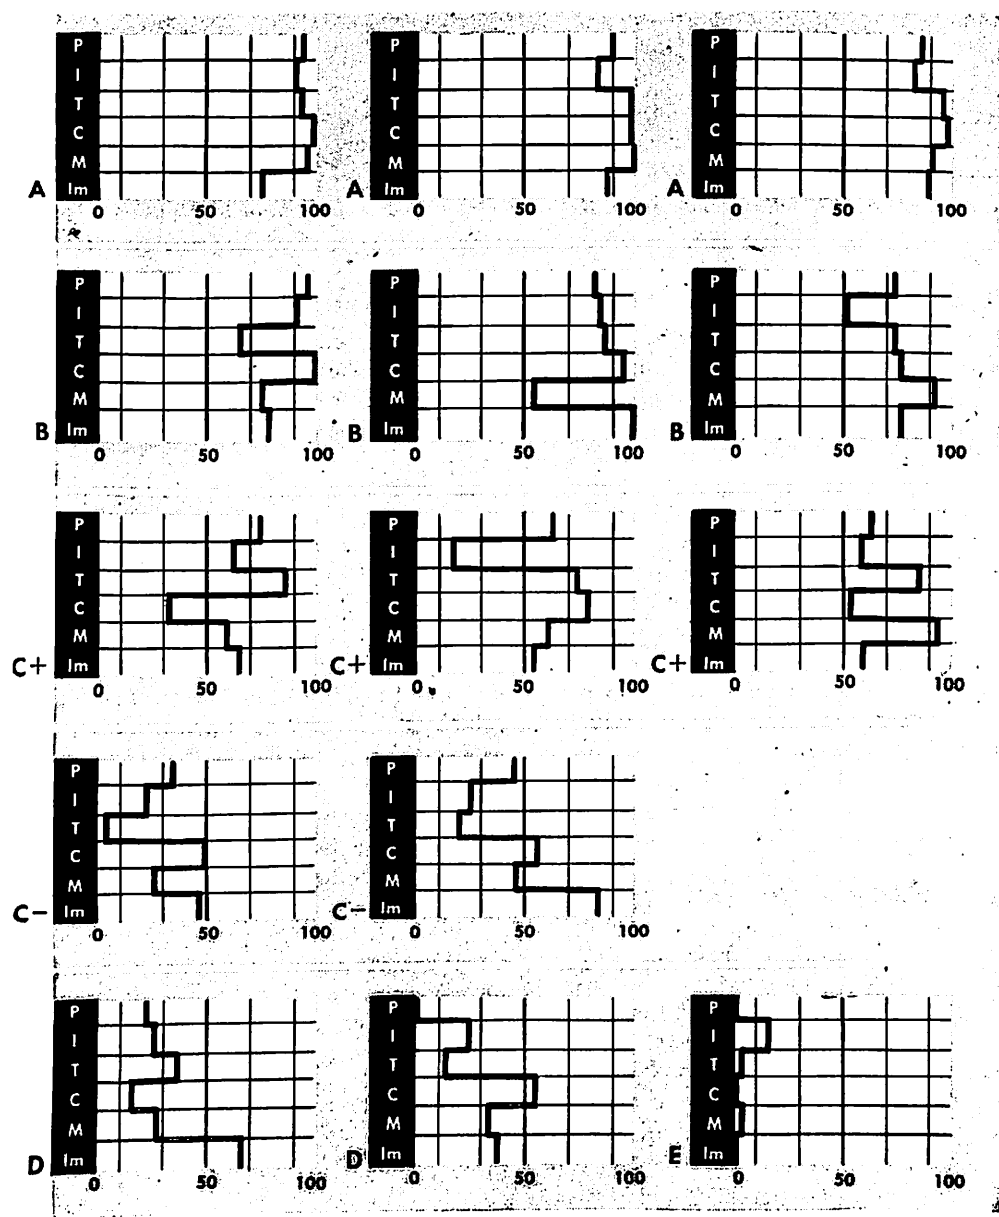 P P P
I I I
T T T
C C C
M M M
A Im A Im A Im
0 50 100 0 50 100 0 50 100
P P P
I I I
T T T
C C C
M M M
B Im B Im B Im
0 50 100 0 50 100 0 50 100
P P P
I I I
T T T
C C C
M M M
C+ Im C+ Im C+ Im
0 50 100 0 50 100 0 50 100
P P
I I
T T
C C
M M
C- Im C- Im
0 50 100 0 50 100
P P P
I I I
T T T
C C C
M M M
D Im D Im E Im
0 50 100 0 50 100 0 50 100